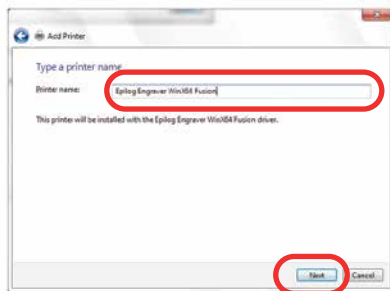 Add Printer
Type a printer name
Printer name: Epilog Engraver WinX64 Fusion
This printer will be installed with the Epilog Engraver WinX64 Fusion driver.
Next Cancel